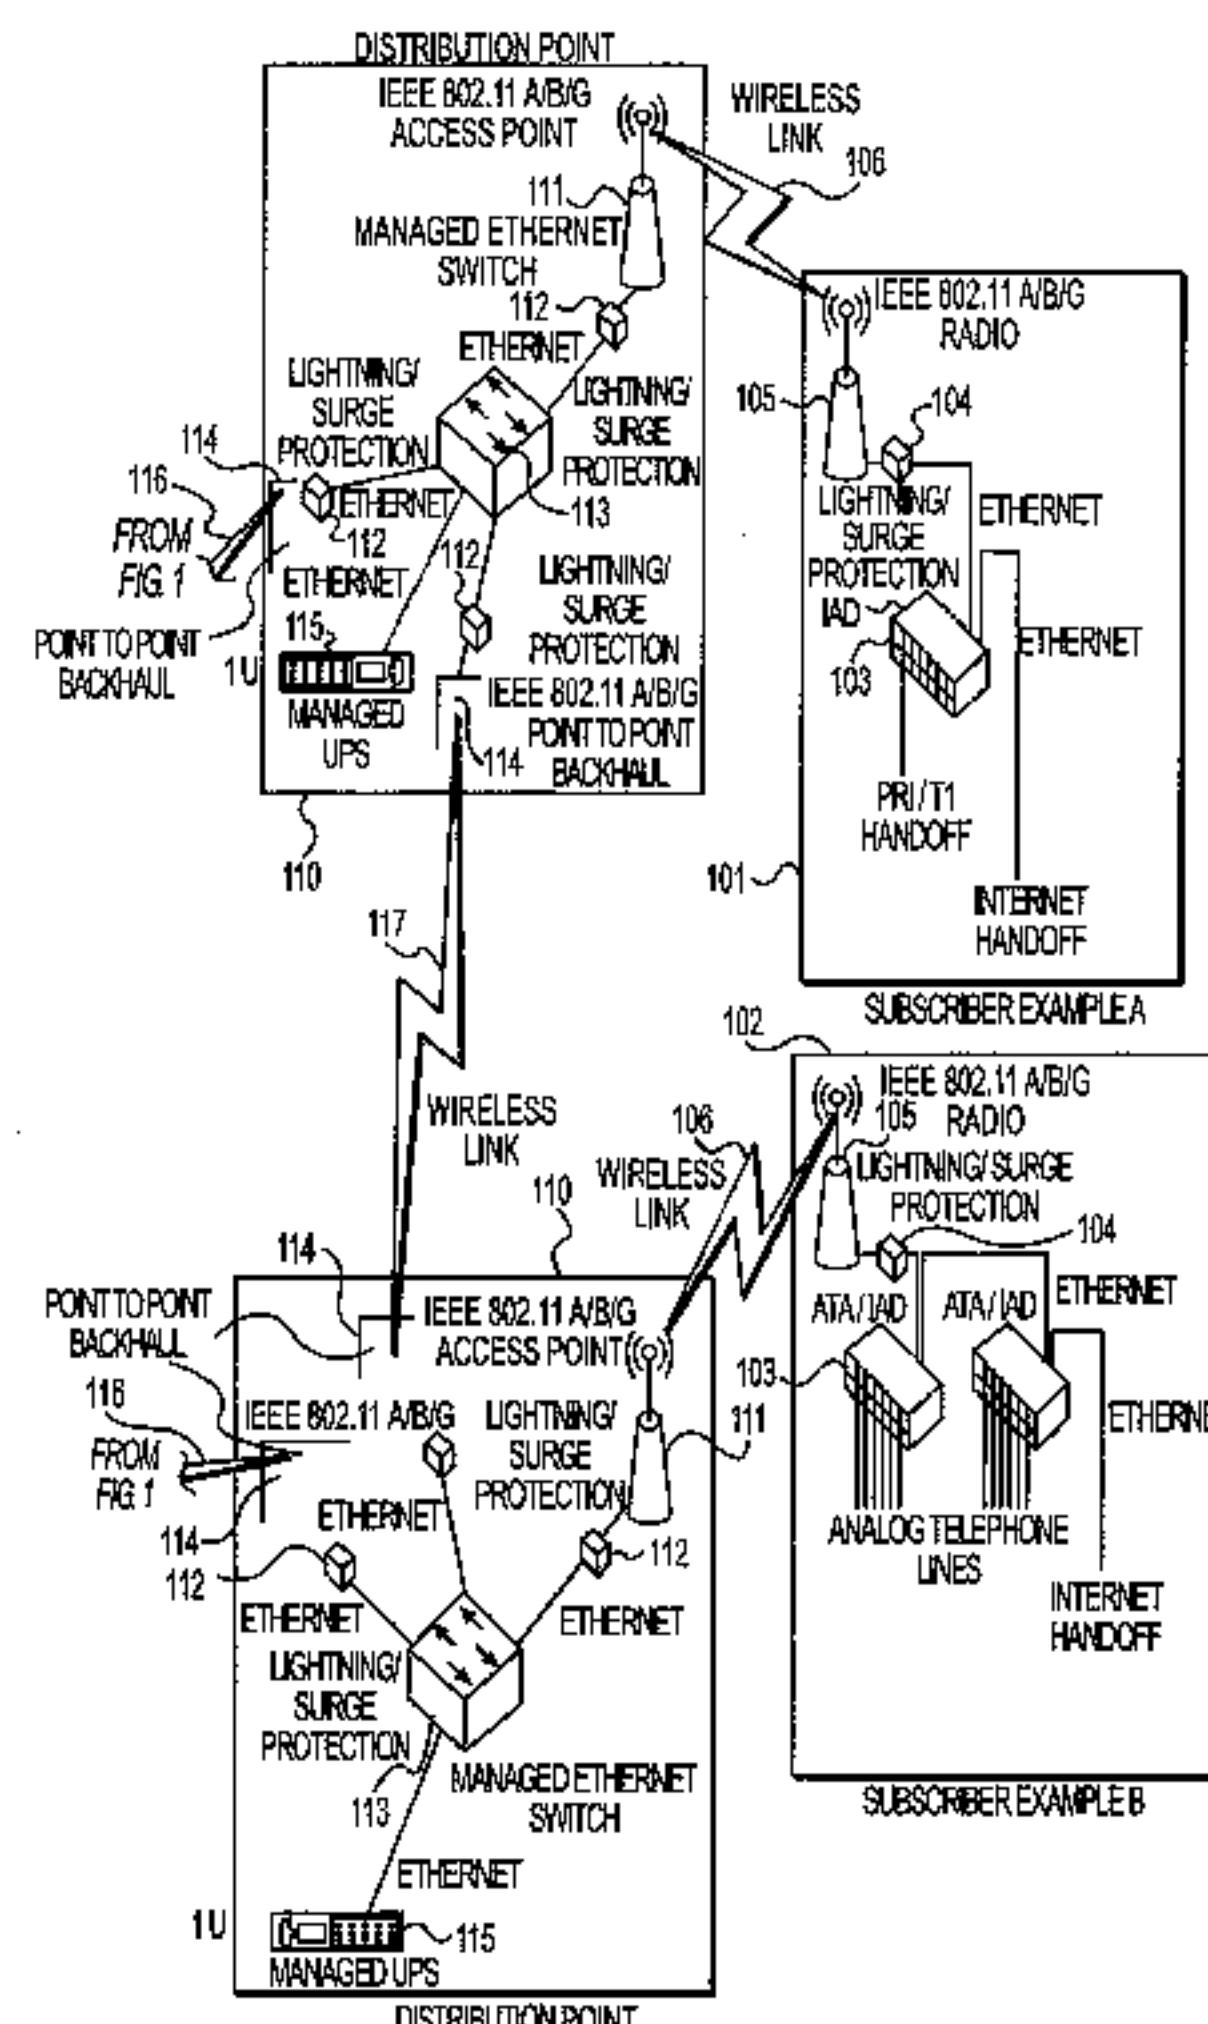 DISTRIBUTION POINT
IEEE 802.11 A/B/G
ACCESS POINT
WIRELESS
LINK
106
111
MANAGED ETHERNET
SWITCH
112
ETHERNET
LIGHTNING/
SURGE
PROTECTION
LIGHTNING/
SURGE
PROTECTION
114
116
FROM
FIG. 1
ETHERNET
112
113
112
ETHERNET
LIGHTNING/
SURGE
PROTECTION
POINT TO POINT
BACKHAUL
115
1U
MANAGED
UPS
IEEE 802.11 A/B/G
POINT TO POINT
BACKHAUL
114
110
IEEE 802.11 A/B/G
RADIO
105
104
LIGHTNING/
SURGE
PROTECTION
ETHERNET
IAD
103
ETHERNET
PRI/T1
HANDOFF
101
INTERNET
HANDOFF
SUBSCRIBER EXAMPLE A
117
WIRELESS
LINK
102
IEEE 802.11 A/B/G
RADIO
105
LIGHTNING/SURGE
PROTECTION
104
106
WIRELESS
LINK
ETHERNET
ATA/IAD
ATA/IAD
103
ETHERNE
ANALOG TELEPHONE
LINES
INTERNET
HANDOFF
SUBSCRIBER EXAMPLE B
110
114
POINT TO POINT
BACKHAUL
IEEE 802.11 A/B/G
ACCESS POINT
116
FROM
FIG. 1
IEEE 802.11 A/B/G
LIGHTNING/
SURGE
PROTECTION
111
114
112
ETHERNET
112
ETHERNET
ETHERNET
LIGHTNING/
SURGE
PROTECTION
113
MANAGED ETHERNET
SWITCH
ETHERNET
1U
115
MANAGED UPS
DISTRIBUTION POINT